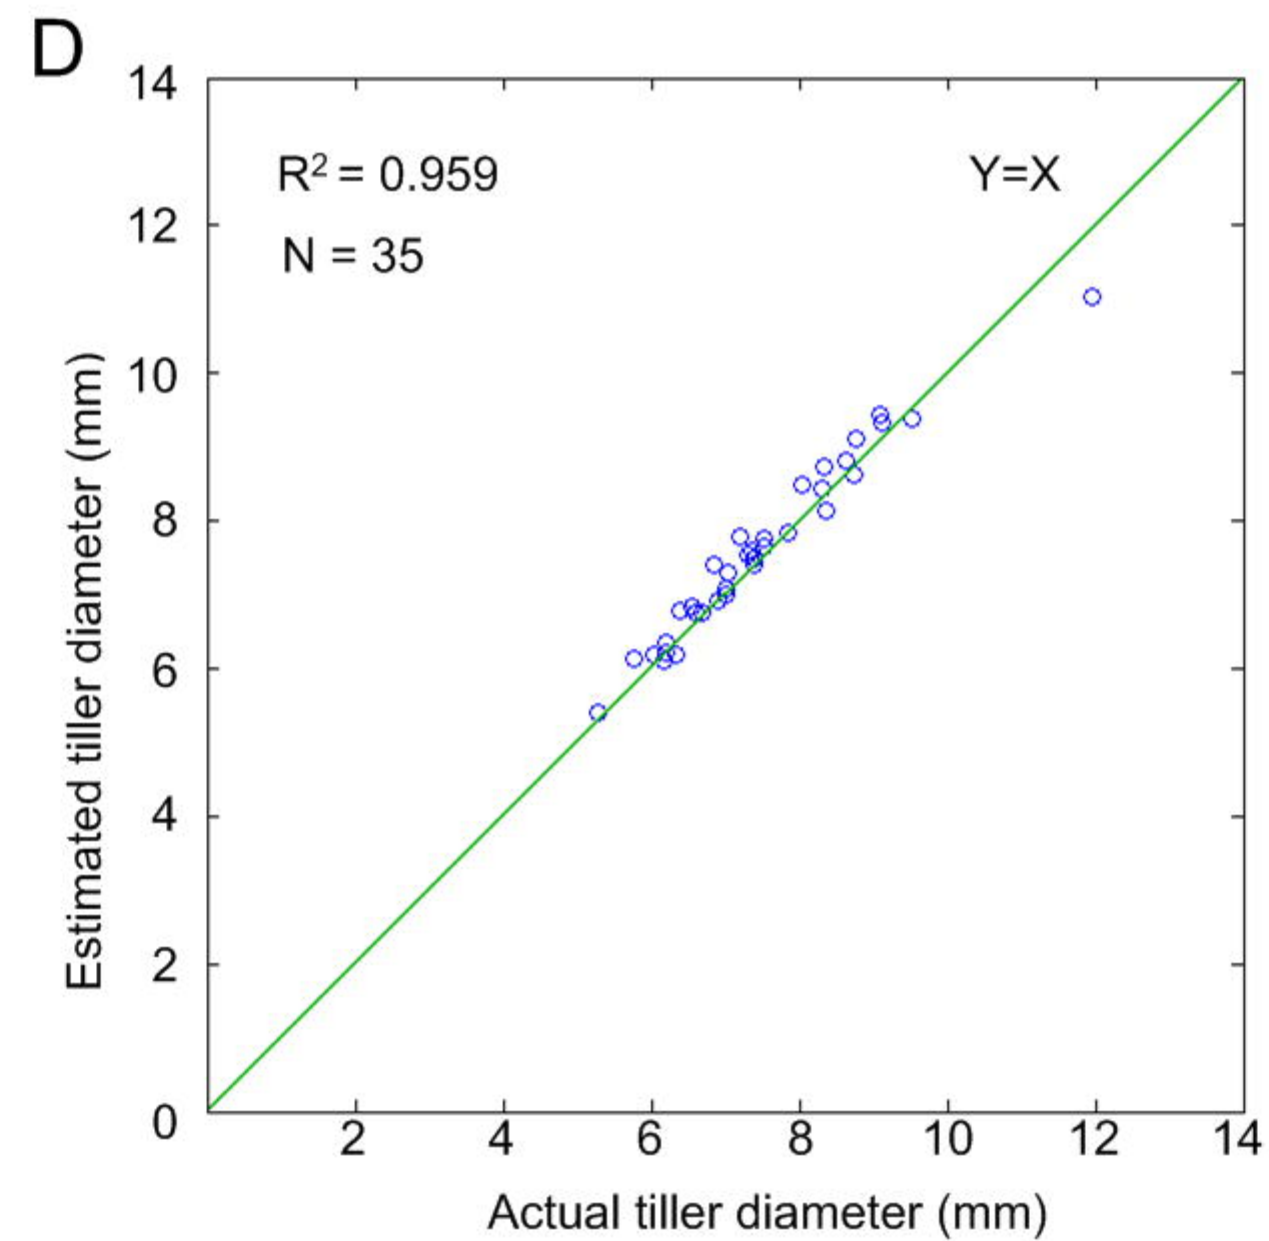 D
14
12
10
8
6
4
2
0
R² = 0.959
N = 35
Y=X
Estimated tiller diameter (mm)
2 4 6 8 10 12 14
Actual tiller diameter (mm)